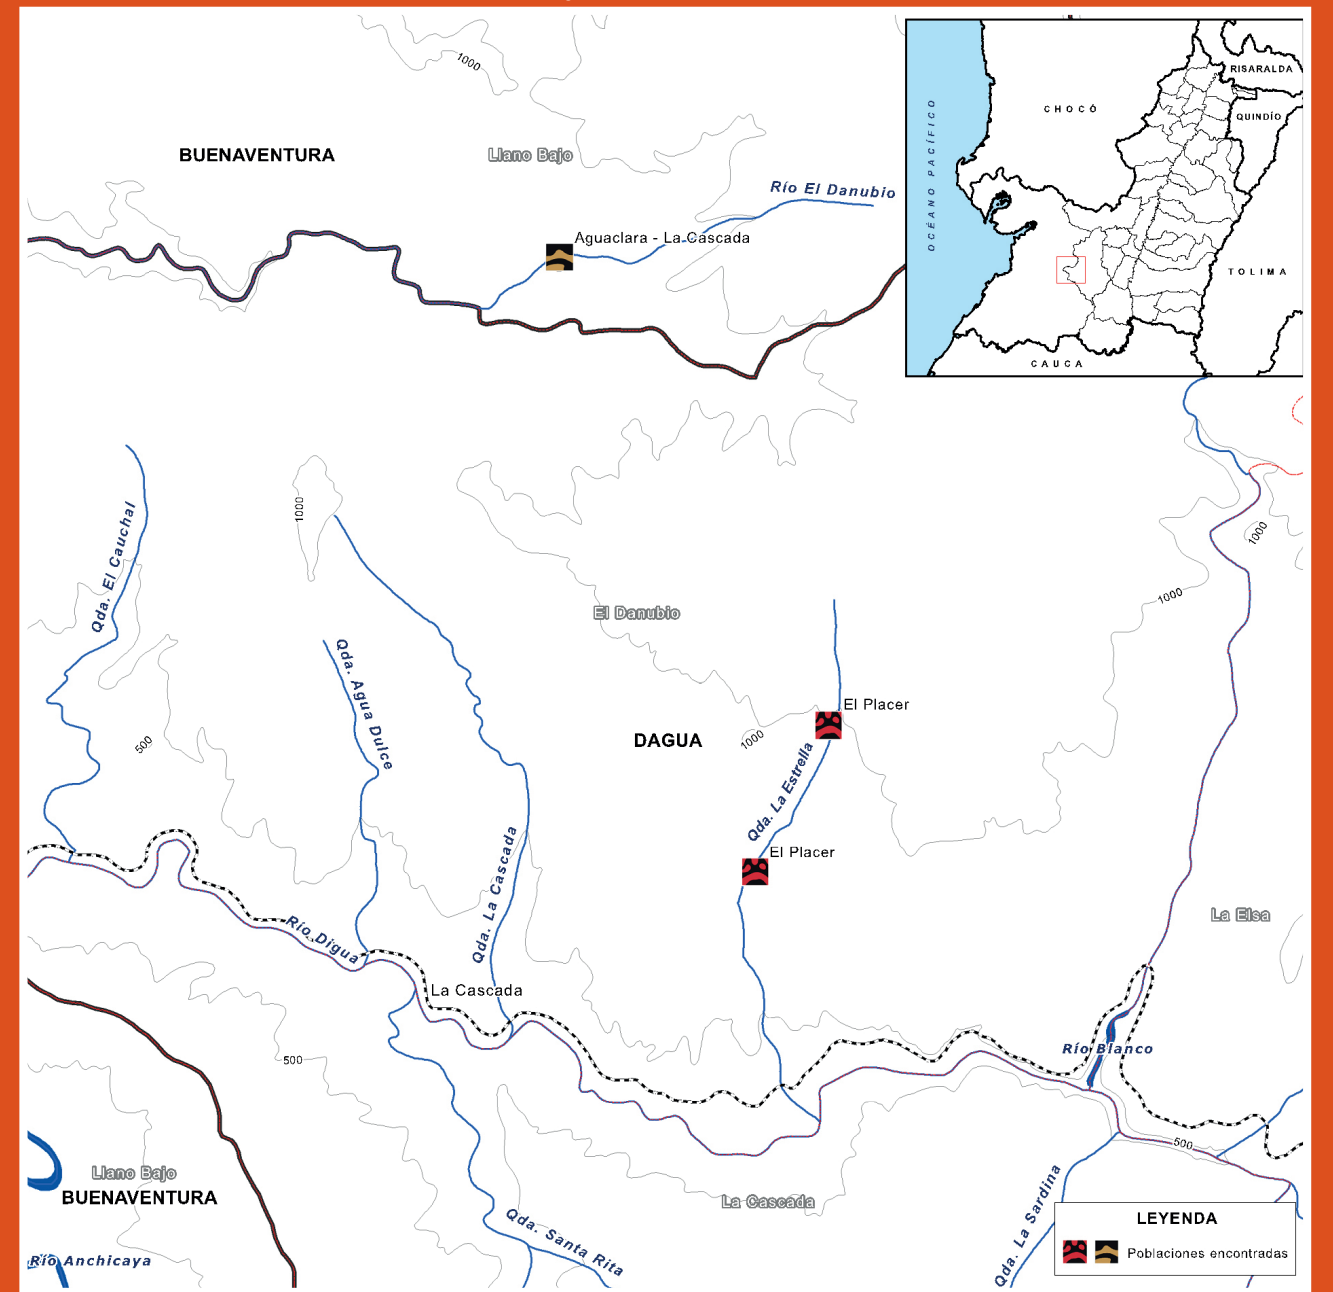 1000
BUENAVENTURA
Llano Bajo
Río El Danubio
Aguaclara - La Cascada
OCÉANO PACÍFICO
CHOCÓ
RISARALDA
QUINDÍO
TOLIMA
CAUCA
1000
1000
1000
Qda. El Cauchal
El Danubio
Qda. Agua Dulce
El Placer
DAGUA
1000
500
Qda. La Estrella
El Placer
Qda. La Cascada
La Elsa
Río Digua
La Cascada
Río Blanco
500
500
Llano Bajo
BUENAVENTURA
La Cascada
Qda. La Sardina
Qda. Santa Rita
Río Anchicaya
LEYENDA
Poblaciones encontradas